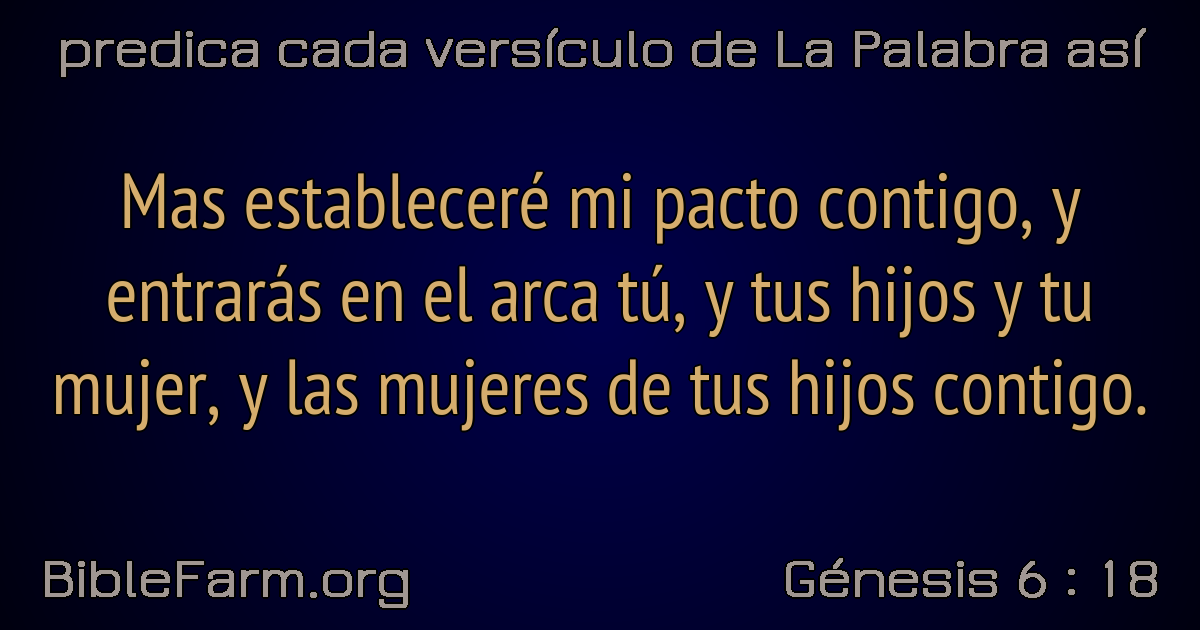 predica cada versículo de La Palabra así
Mas estableceré mi pacto contigo, y
entrarás en el arca tú, y tus hijos y tu
mujer, y las mujeres de tus hijos contigo.
BibleFarm.org
Génesis 6 : 18